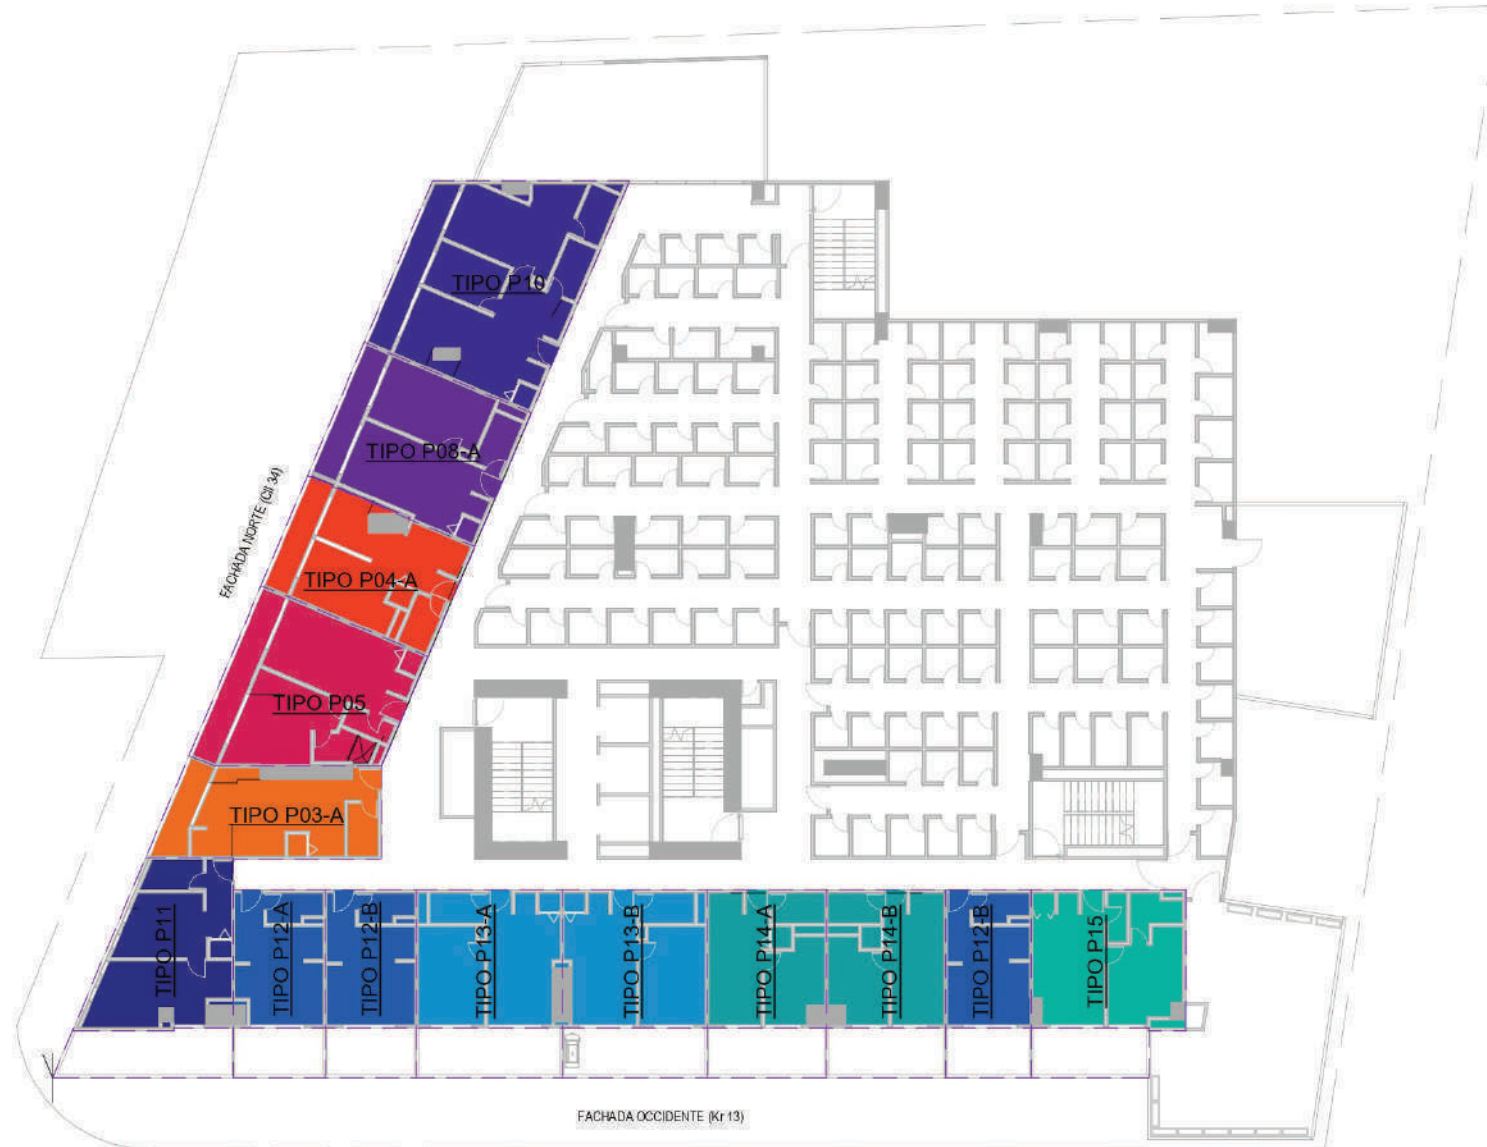 TIPO P10
TIPO P08-A
FACHADA NORTE (Cll 34)
TIPO P04-A
TIPO P05
TIPO P03-A
TIPO P11
TIPO P12-A
TIPO P12-B
TIPO P13-A
TIPO P13-B
TIPO P14-A
TIPO P14-B
TIPO P12-B
TIPO P15
FACHADA OCCIDENTE (Kr 13)